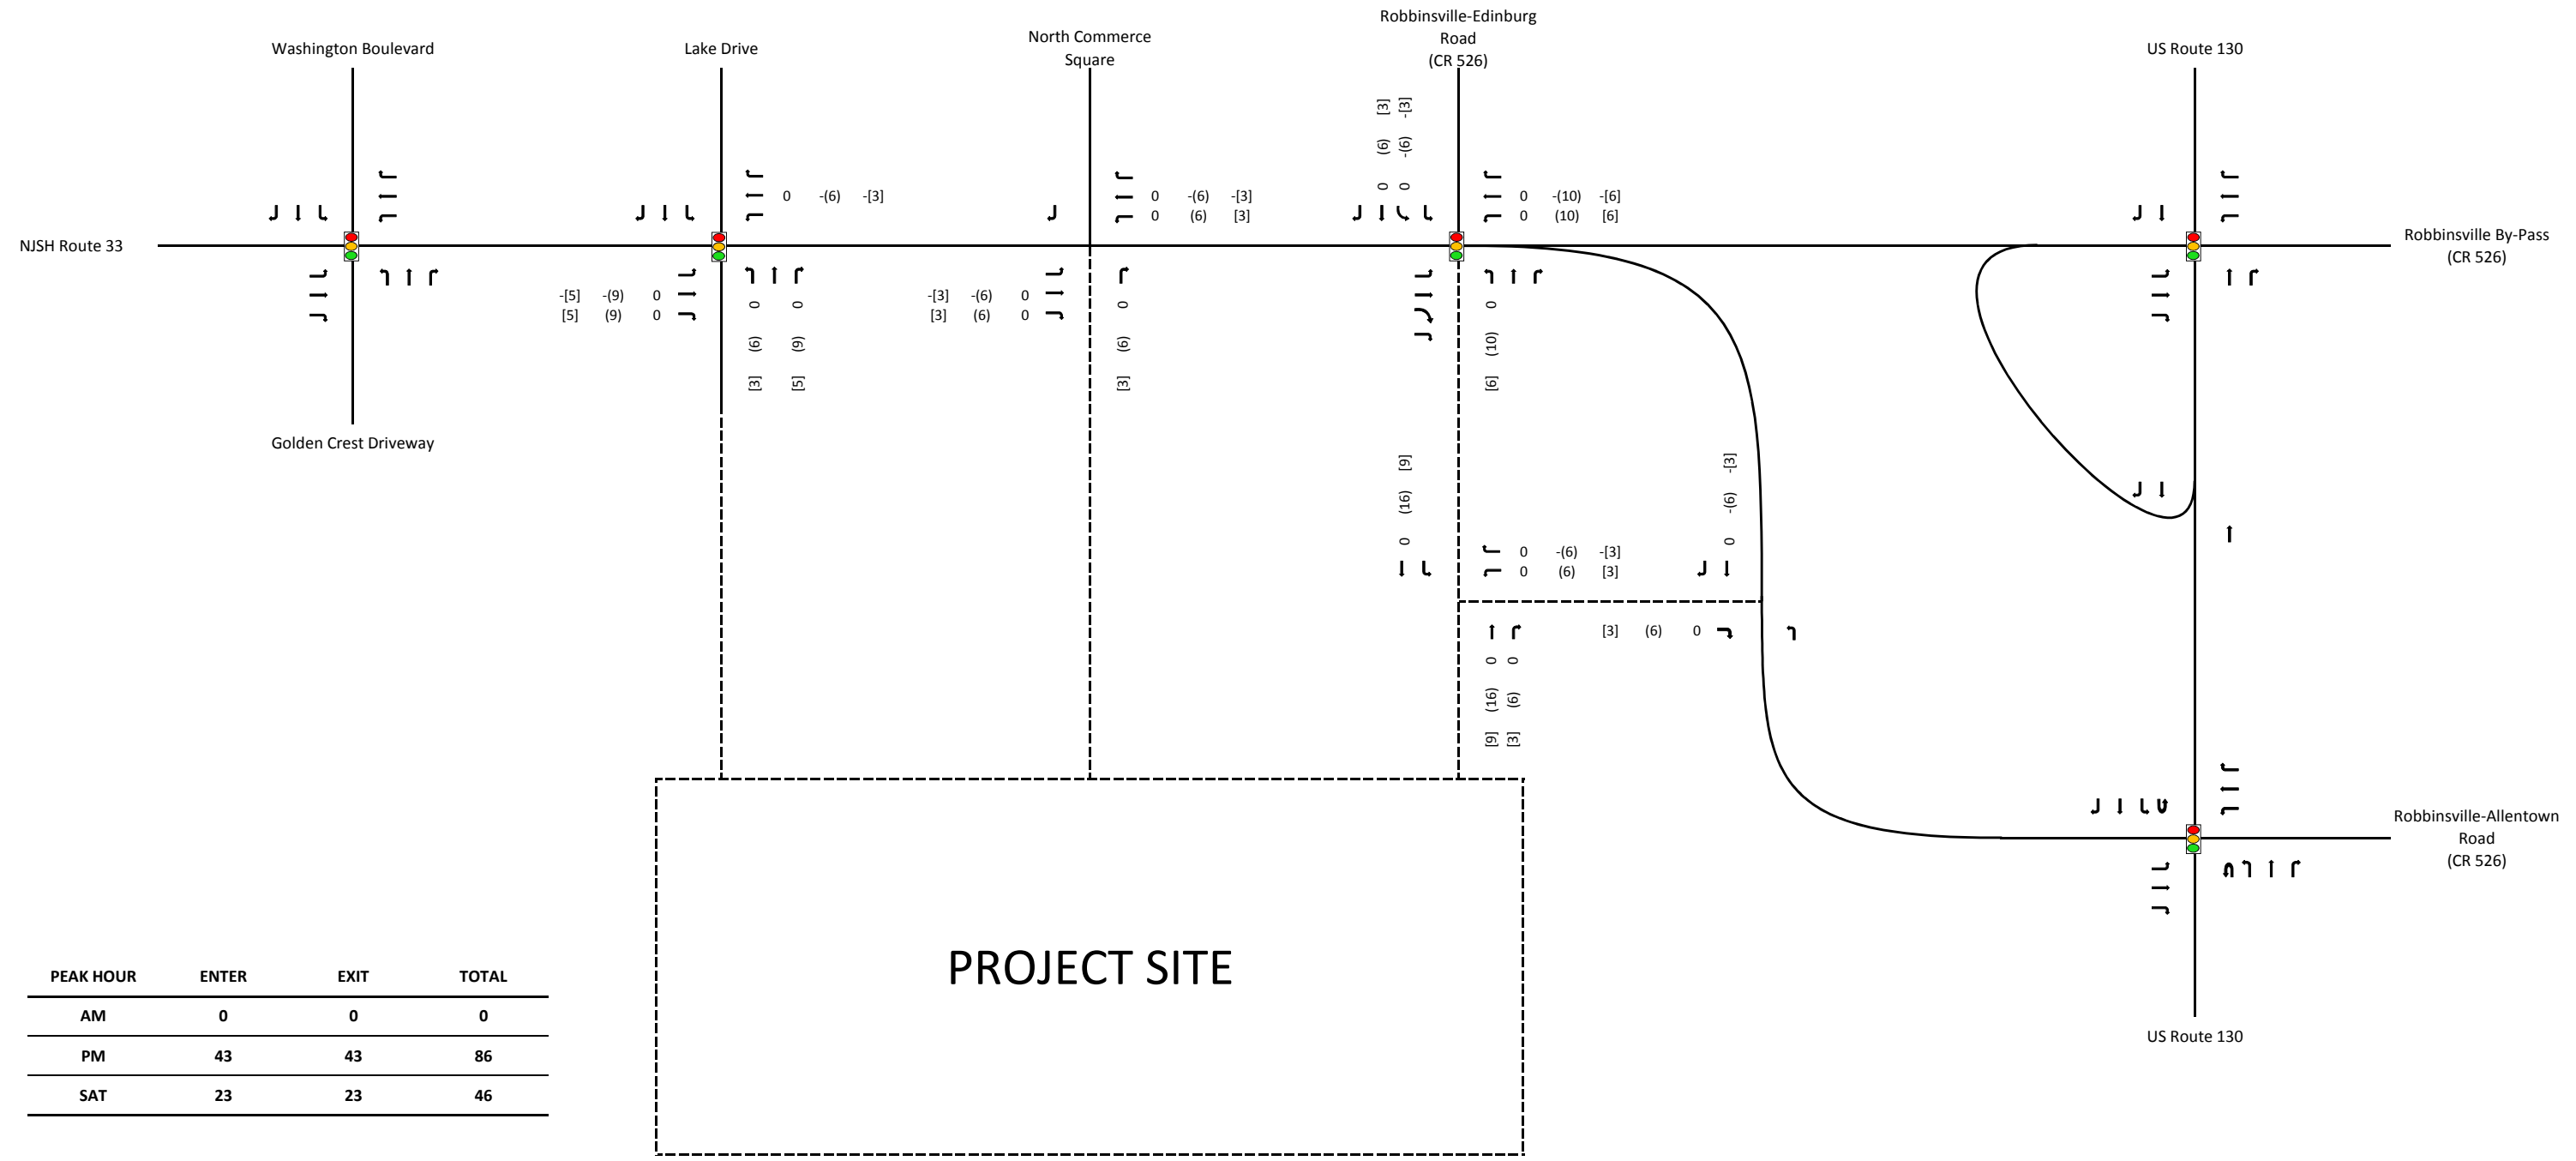 Robbinsville-Edinburg
Road
(CR 526)
Washington Boulevard
Lake Drive
North Commerce
Square
US Route 130
[3]
-[3]
(6)
-(6)
0
0
0 -(6) -[3]
0 -(6) -[3]
0 (6) [3]
0 -(10) -[6]
0 (10) [6]
NJSH Route 33
Robbinsville By-Pass
(CR 526)
-[5] -(9) 0
[5] (9) 0
0 (6) [3]
0 (9) [5]
-[3] -(6) 0
[3] (6) 0
0 (6) [3]
0 (10) [6]
Golden Crest Driveway
0 (16) [9]
0 -(6) -[3]
0 -(6) -[3]
0 (6) [3]
[3] (6) 0
0 (16) [9]
0 (6) [3]
Robbinsville-Allentown
Road
(CR 526)
US Route 130
PROJECT SITE
PEAK HOUR ENTER EXIT TOTAL
AM 0 0 0
PM 43 43 86
SAT 23 23 46